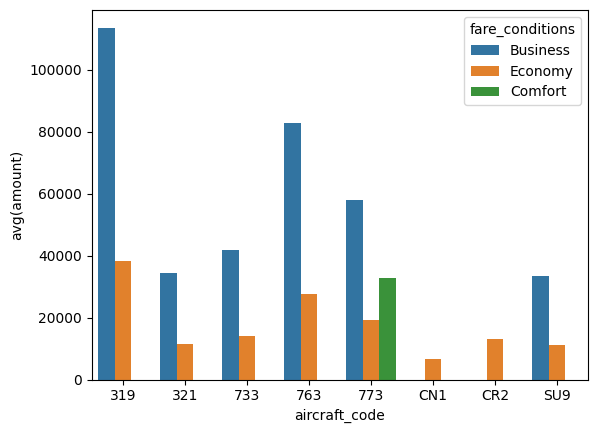 fare_conditions
Business
Economy
Comfort
100000
80000
60000
40000
20000
0
avg(amount)
319 321 733 763 773 CN1 CR2 SU9
aircraft_code